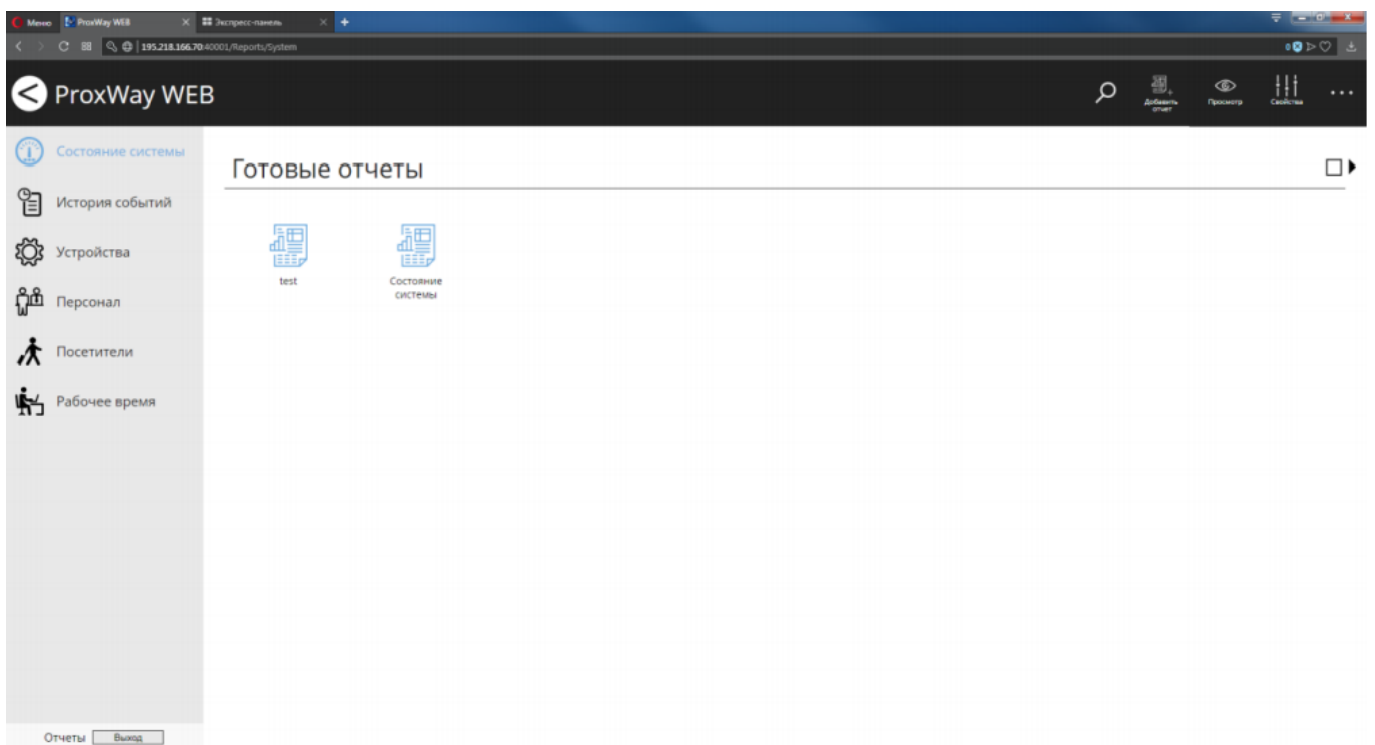 Меню ProxWay WEB Экспресс-панель
195.218.166.70:40001/Reports/System
0
ProxWay WEB
Добавить отчет
Просмотр
Свойства
Состояние системы
История событий
Устройства
Персонал
Посетители
Рабочее время
Готовые отчеты
test
Состояние
системы
Отчеты Выход